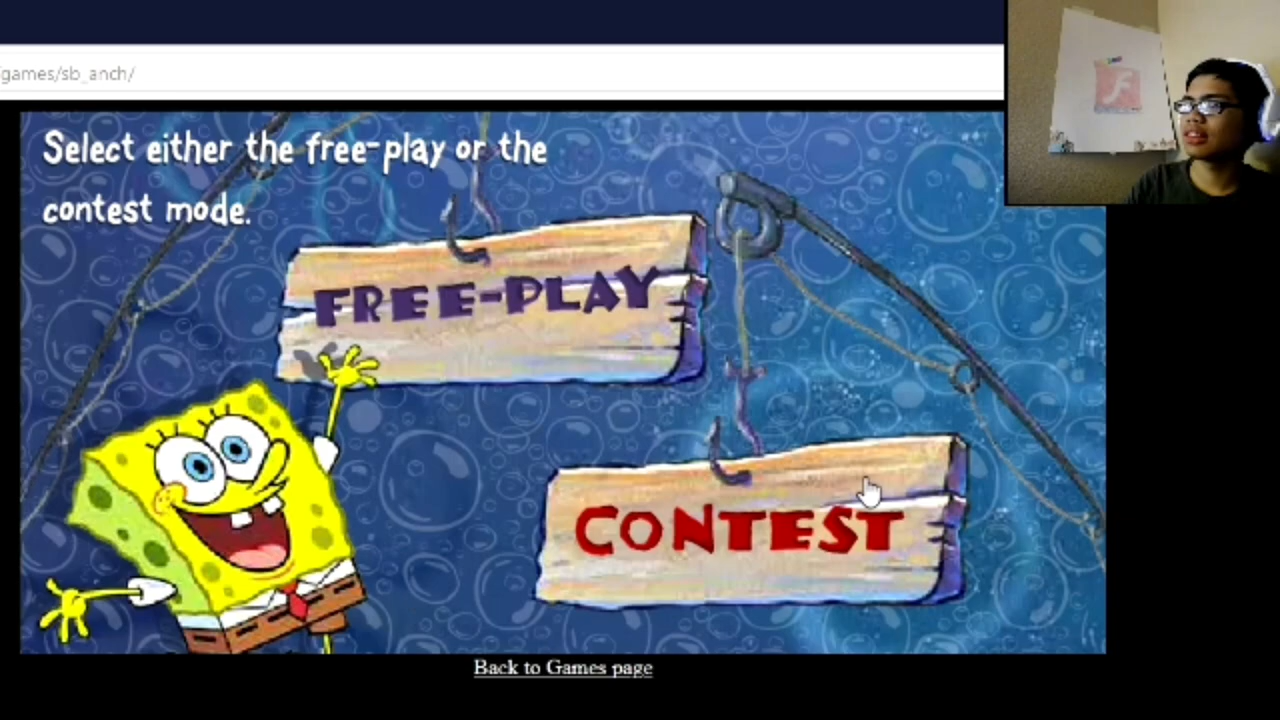 games/sb_anch/
Select either the free-play or the
contest mode.
FREE-PLAY
CONTEST
Back to Games page